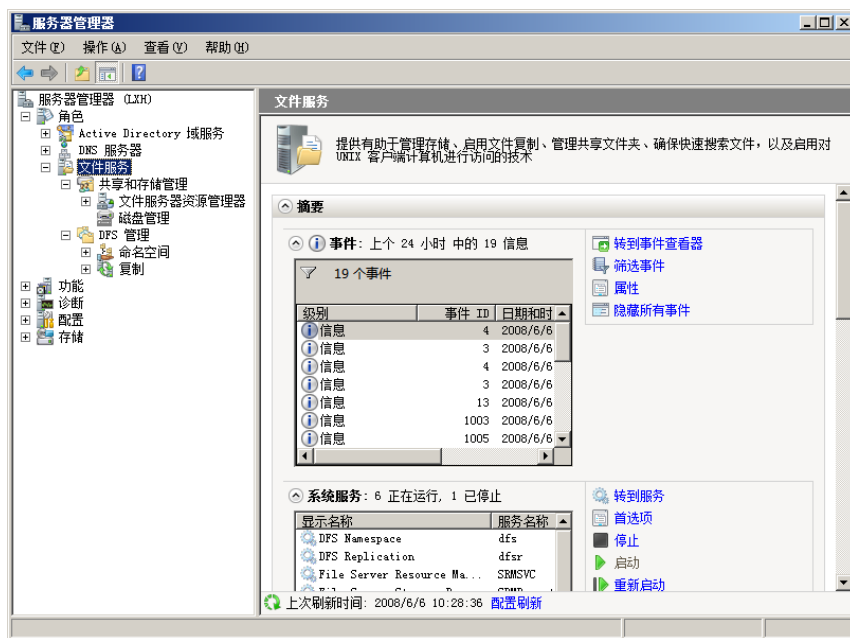 服务器管理器
文件(F) 操作(A) 查看(V) 帮助(H)
服务器管理器 (LXH)
角色
Active Directory 域服务
DNS 服务器
文件服务
共享和存储管理
文件服务器资源管理器
磁盘管理
DFS 管理
命名空间
复制
功能
诊断
配置
存储
文件服务
提供有助于管理存储、启用文件复制、管理共享文件夹、确保快速搜索文件，以及启用对
UNIX 客户端计算机进行访问的技术
摘要
事件: 上个 24 小时 中的 19 信息
19 个事件
级别 事件 ID 日期和时
信息 4 2008/6/6
信息 3 2008/6/6
信息 4 2008/6/6
信息 3 2008/6/6
信息 13 2008/6/6
信息 1003 2008/6/6
信息 1005 2008/6/6
转到事件查看器
筛选事件
属性
隐藏所有事件
系统服务: 6 正在运行, 1 已停止
显示名称 服务名称
DFS Namespace dfs
DFS Replication dfsr
File Server Resource Ma... SRMSVC
转到服务
首选项
停止
启动
重新启动
上次刷新时间: 2008/6/6 10:28:36 配置刷新